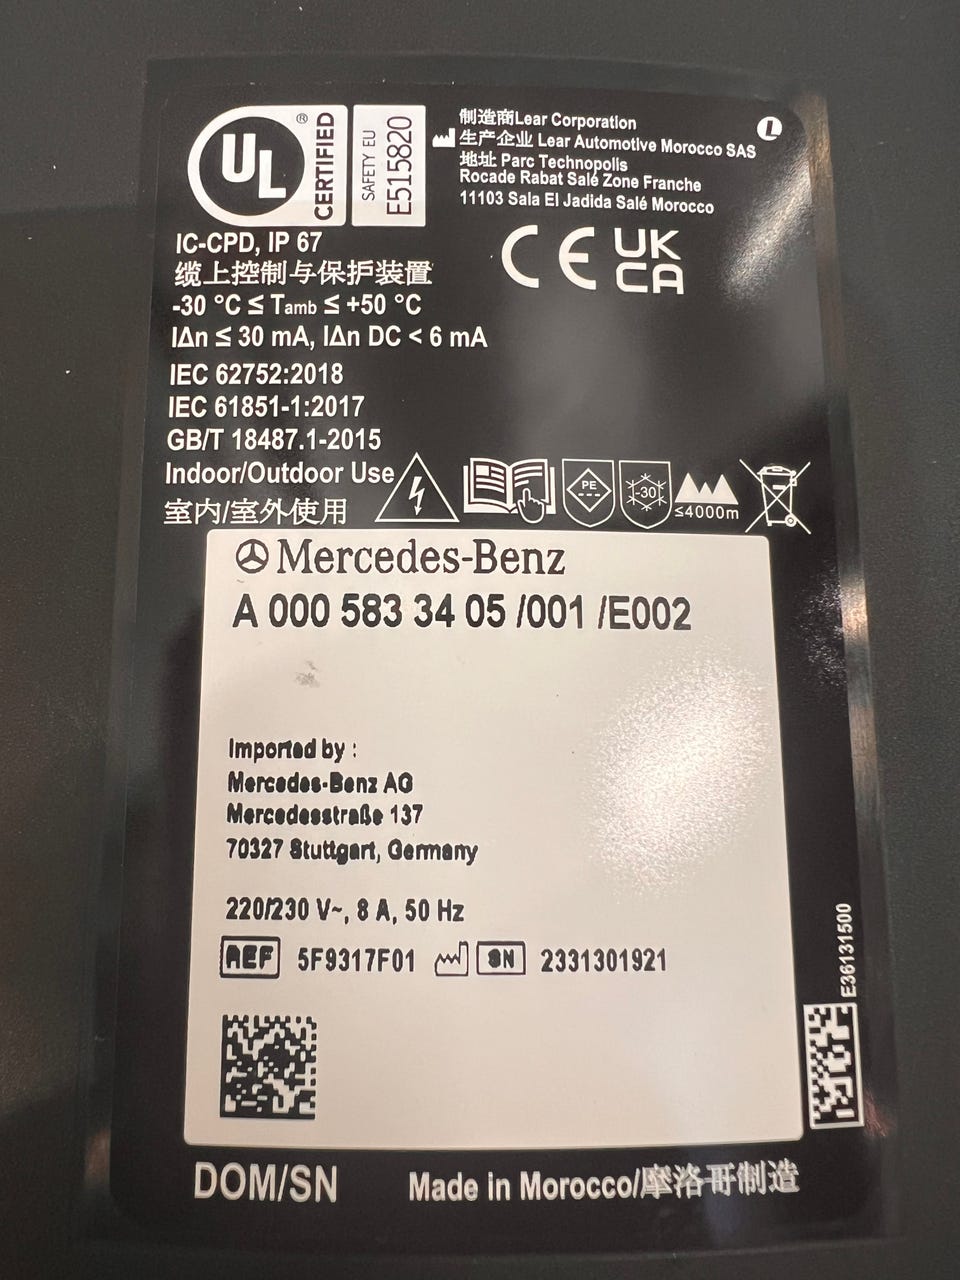 UL
®
CERTIFIED
SAFETY EU
E515820
制造商Lear Corporation
生产企业 Lear Automotive Morocco SAS
地址 Parc Technopolis
Rocade Rabat Salé Zone Franche
11103 Sala El Jadida Salé Morocco
L
IC-CPD, IP 67
缆上控制与保护装置
-30 °C ≤ Tamb ≤ +50 °C
IΔn ≤ 30 mA, IΔn DC < 6 mA
CE UK CA
IEC 62752:2018
IEC 61851-1:2017
GB/T 18487.1-2015
Indoor/Outdoor Use
室内/室外使用
PE
-30
≤4000m
Mercedes-Benz
A 000 583 34 05 /001 /E002
Imported by :
Mercedes-Benz AG
Mercedesstraße 137
70327 Stuttgart, Germany
220/230 V~, 8 A, 50 Hz
REF 5F9317F01 SN 2331301921
E36131500
DOM/SN
Made in Morocco/摩洛哥制造